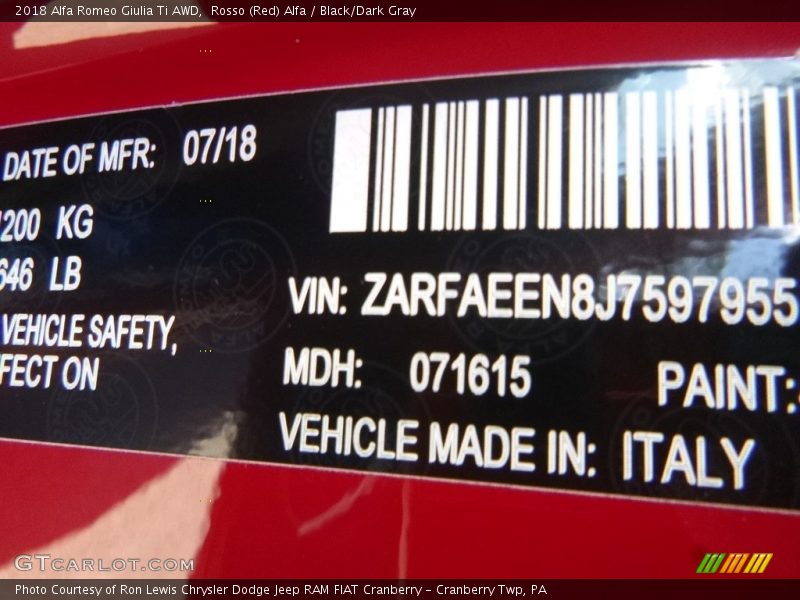 2018 Alfa Romeo Giulia Ti AWD,  Rosso (Red) Alfa / Black/Dark Gray
DATE OF MFR: 07/18
200 KG
646 LB
VEHICLE SAFETY,
FECT ON
VIN: ZARFAEEN8J7597955
MDH: 071615
PAINT:
VEHICLE MADE IN: ITALY
GTCARLOT.COM
Photo Courtesy of Ron Lewis Chrysler Dodge Jeep RAM FIAT Cranberry - Cranberry Twp, PA